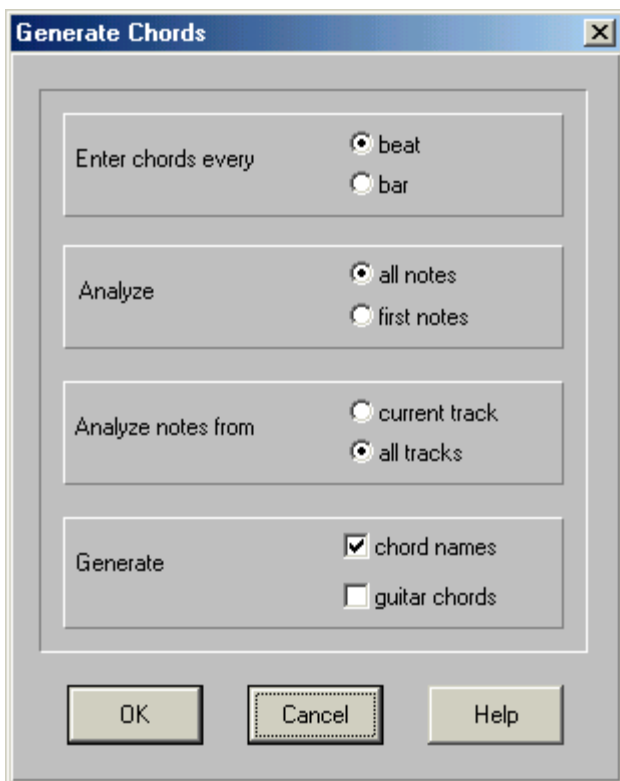 Generate Chords
Enter chords every
beat
bar
Analyze
all notes
first notes
Analyze notes from
current track
all tracks
Generate
chord names
guitar chords
OK
Cancel
Help